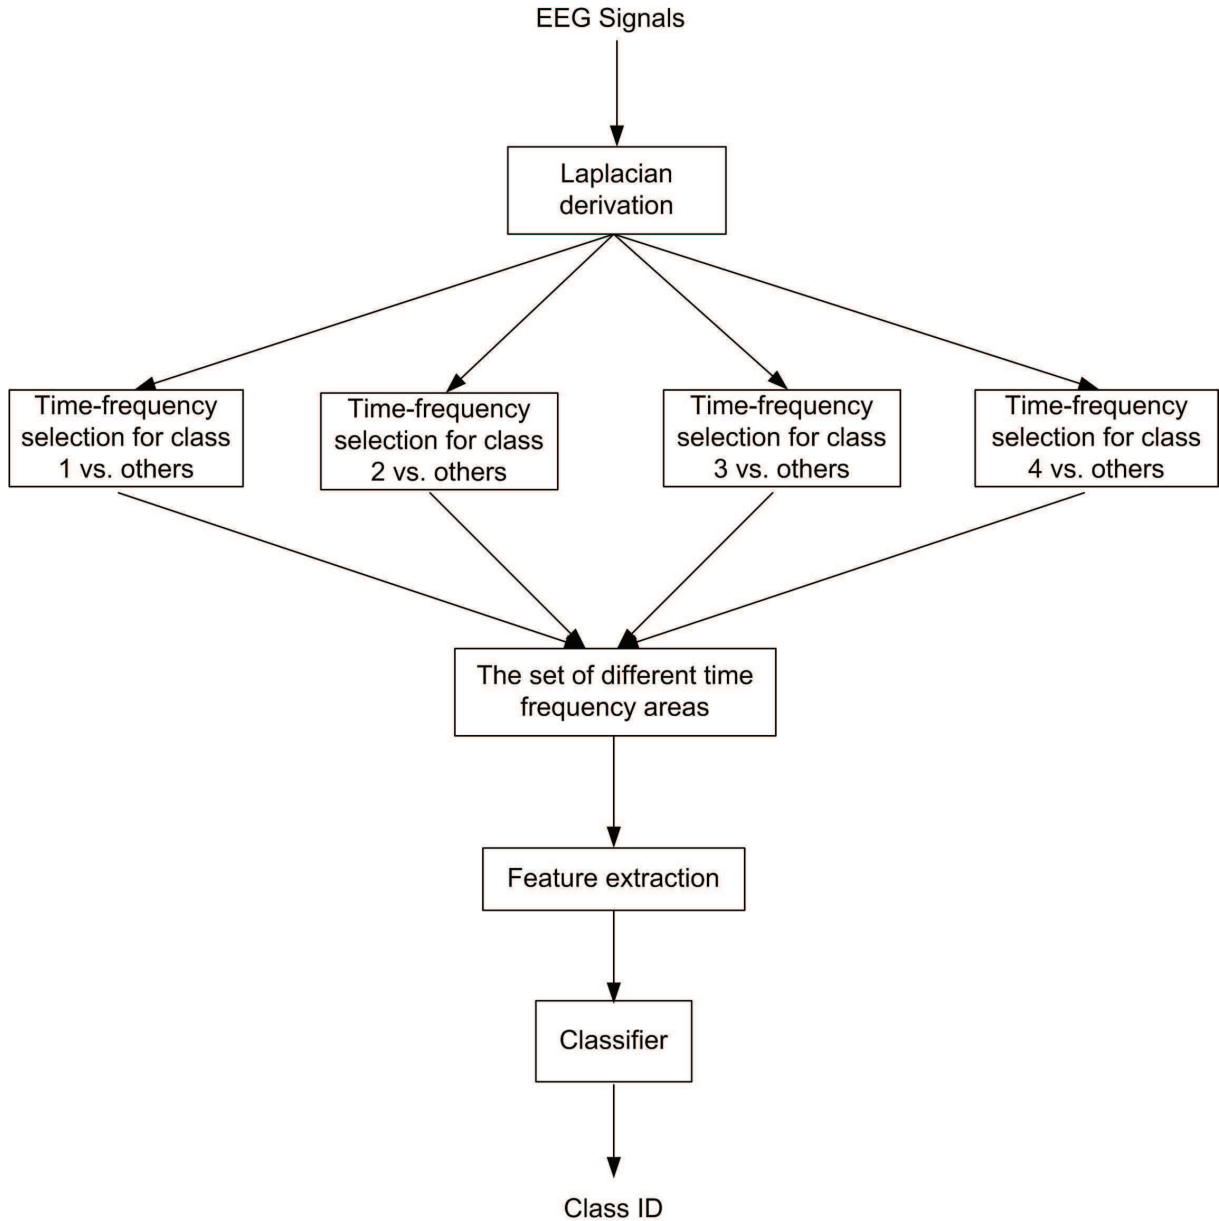 EEG Signals
Laplacian
derivation
Time-frequency
selection for class
1 vs. others
Time-frequency
selection for class
2 vs. others
Time-frequency
selection for class
3 vs. others
Time-frequency
selection for class
4 vs. others
The set of different time
frequency areas
Feature extraction
Classifier
Class ID